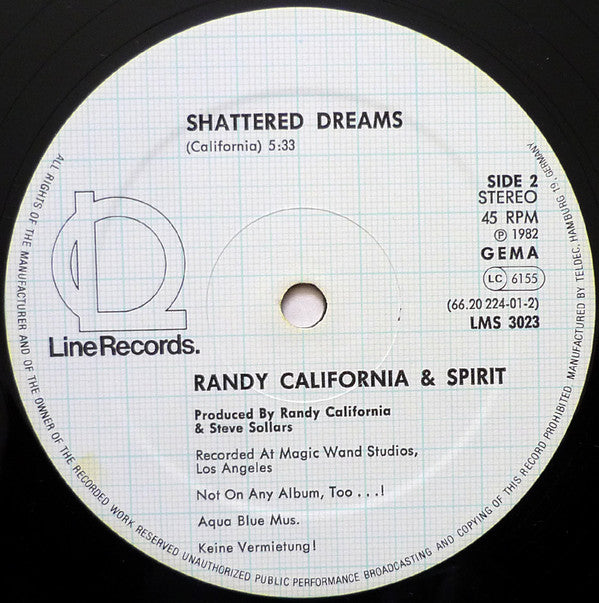 SHATTERED DREAMS
(California) 5:33
SIDE 2
STEREO
45 RPM
Ⓟ 1982
GEMA
LC 6155
(66.20 224-01-2)
LMS 3023
LineRecords.
RANDY CALIFORNIA & SPIRIT
Produced By Randy California
& Steve Sollars
Recorded At Magic Wand Studios,
Los Angeles
Not On Any Album, Too . . .!
Aqua Blue Mus.
Keine Vermietung!
ALL RIGHTS OF THE MANUFACTURER AND OF THE OWNER OF THE RECORDED WORK RESERVED UNAUTHORIZED PUBLIC PERFORMANCE BROADCASTING AND COPYING OF THIS RECORD PROHIBITED. MANUFACTURED BY TELDEC, HAMBURG 19, GERMANY